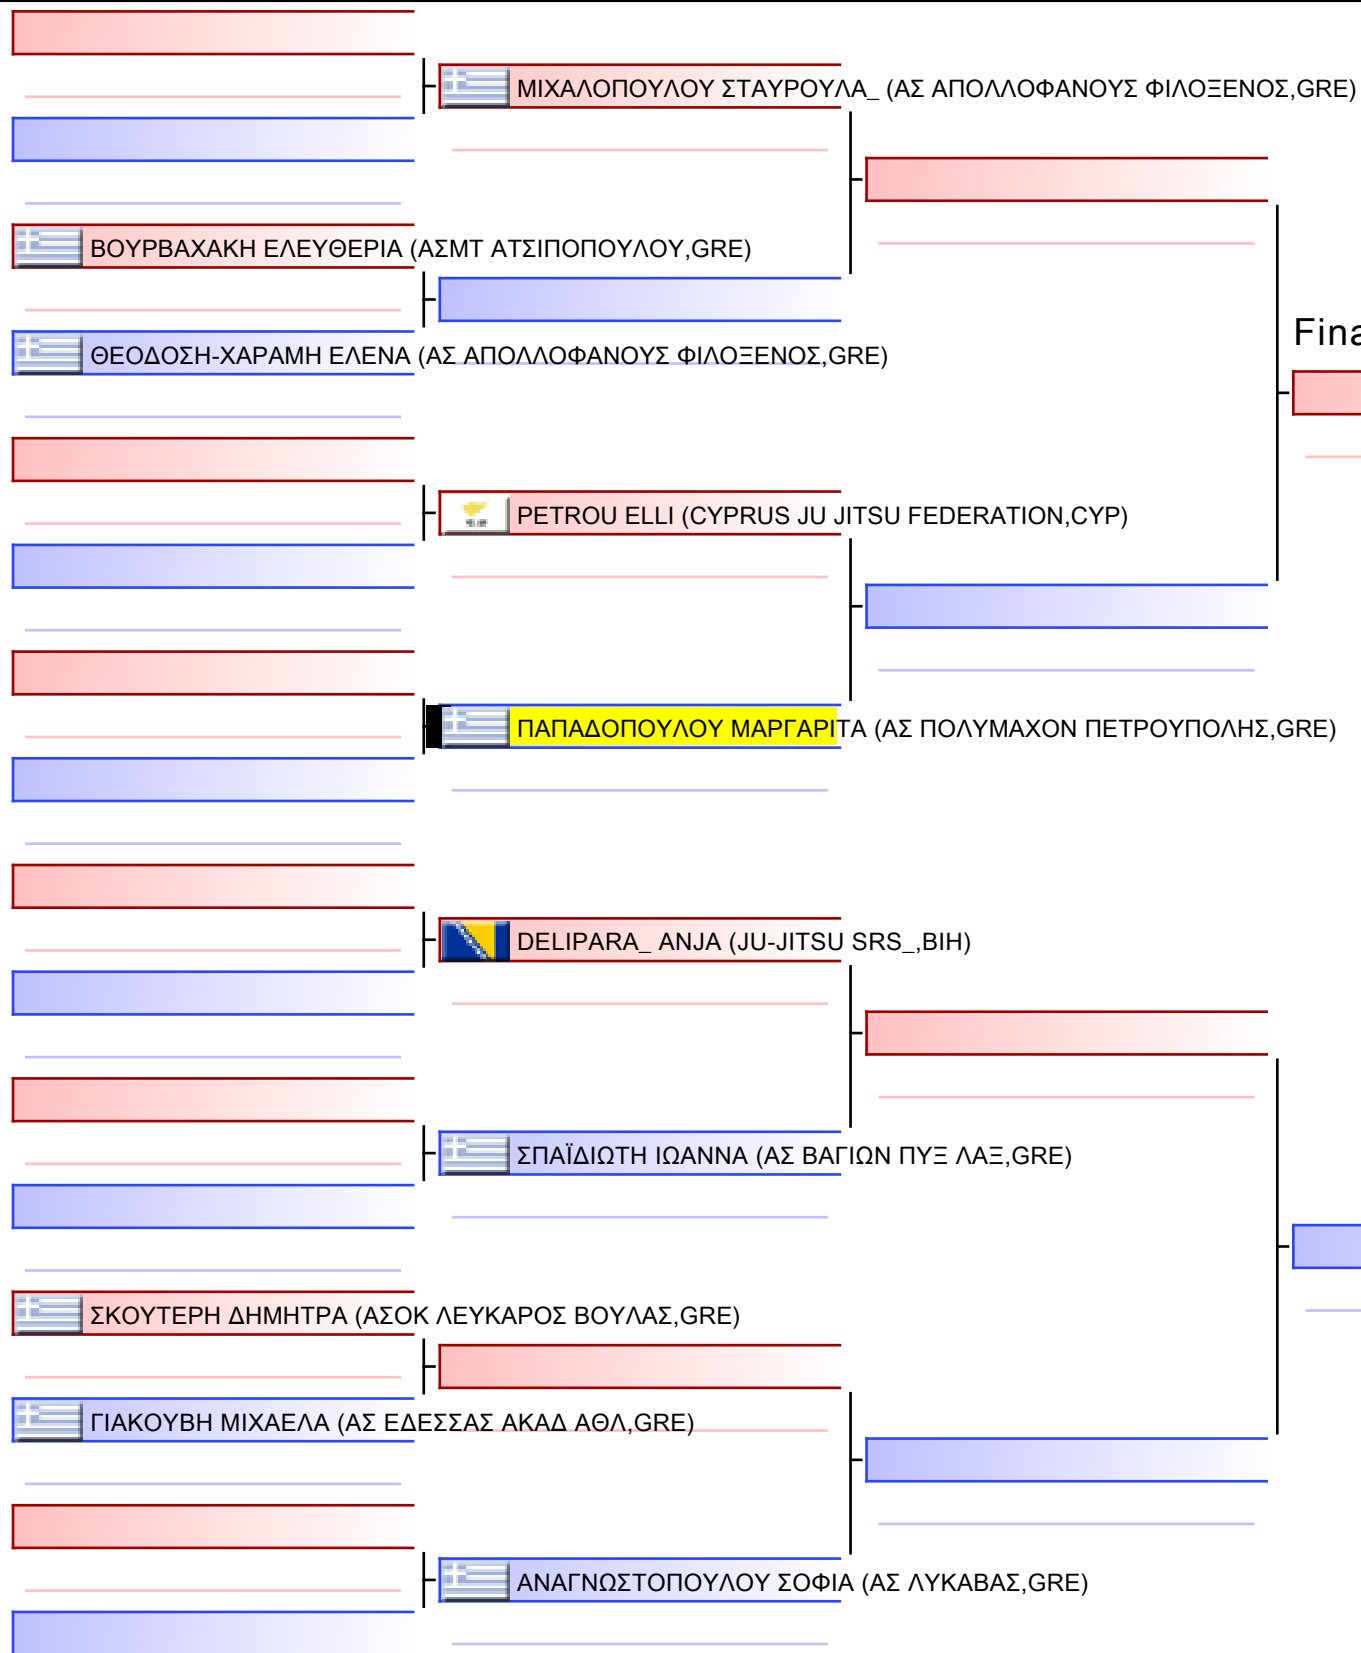 ΜΙΧΑΛΟΠΟΥΛΟΥ ΣΤΑΥΡΟΥΛΑ_ (ΑΣ ΑΠΟΛΛΟΦΑΝΟΥΣ ΦΙΛΟΞΕΝΟΣ,GRE)
ΒΟΥΡΒΑΧΑΚΗ ΕΛΕΥΘΕΡΙΑ (ΑΣΜΤ ΑΤΣΙΠΟΠΟΥΛΟΥ,GRE)
ΘΕΟΔΟΣΗ-ΧΑΡΑΜΗ ΕΛΕΝΑ (ΑΣ ΑΠΟΛΛΟΦΑΝΟΥΣ ΦΙΛΟΞΕΝΟΣ,GRE)
Fina
PETROU ELLI (CYPRUS JU JITSU FEDERATION,CYP)
ΠΑΠΑΔΟΠΟΥΛΟΥ ΜΑΡΓΑΡΙΤΑ (ΑΣ ΠΟΛΥΜΑΧΟΝ ΠΕΤΡΟΥΠΟΛΗΣ,GRE)
DELIPARA_ ANJA (JU-JITSU SRS_,BIH)
ΣΠΑΪΔΙΩΤΗ ΙΩΑΝΝΑ (ΑΣ ΒΑΓΙΩΝ ΠΥΞ ΛΑΞ,GRE)
ΣΚΟΥΤΕΡΗ ΔΗΜΗΤΡΑ (ΑΣΟΚ ΛΕΥΚΑΡΟΣ ΒΟΥΛΑΣ,GRE)
ΓΙΑΚΟΥΒΗ ΜΙΧΑΕΛΑ (ΑΣ ΕΔΕΣΣΑΣ ΑΚΑΔ ΑΘΛ,GRE)
ΑΝΑΓΝΩΣΤΟΠΟΥΛΟΥ ΣΟΦΙΑ (ΑΣ ΛΥΚΑΒΑΣ,GRE)